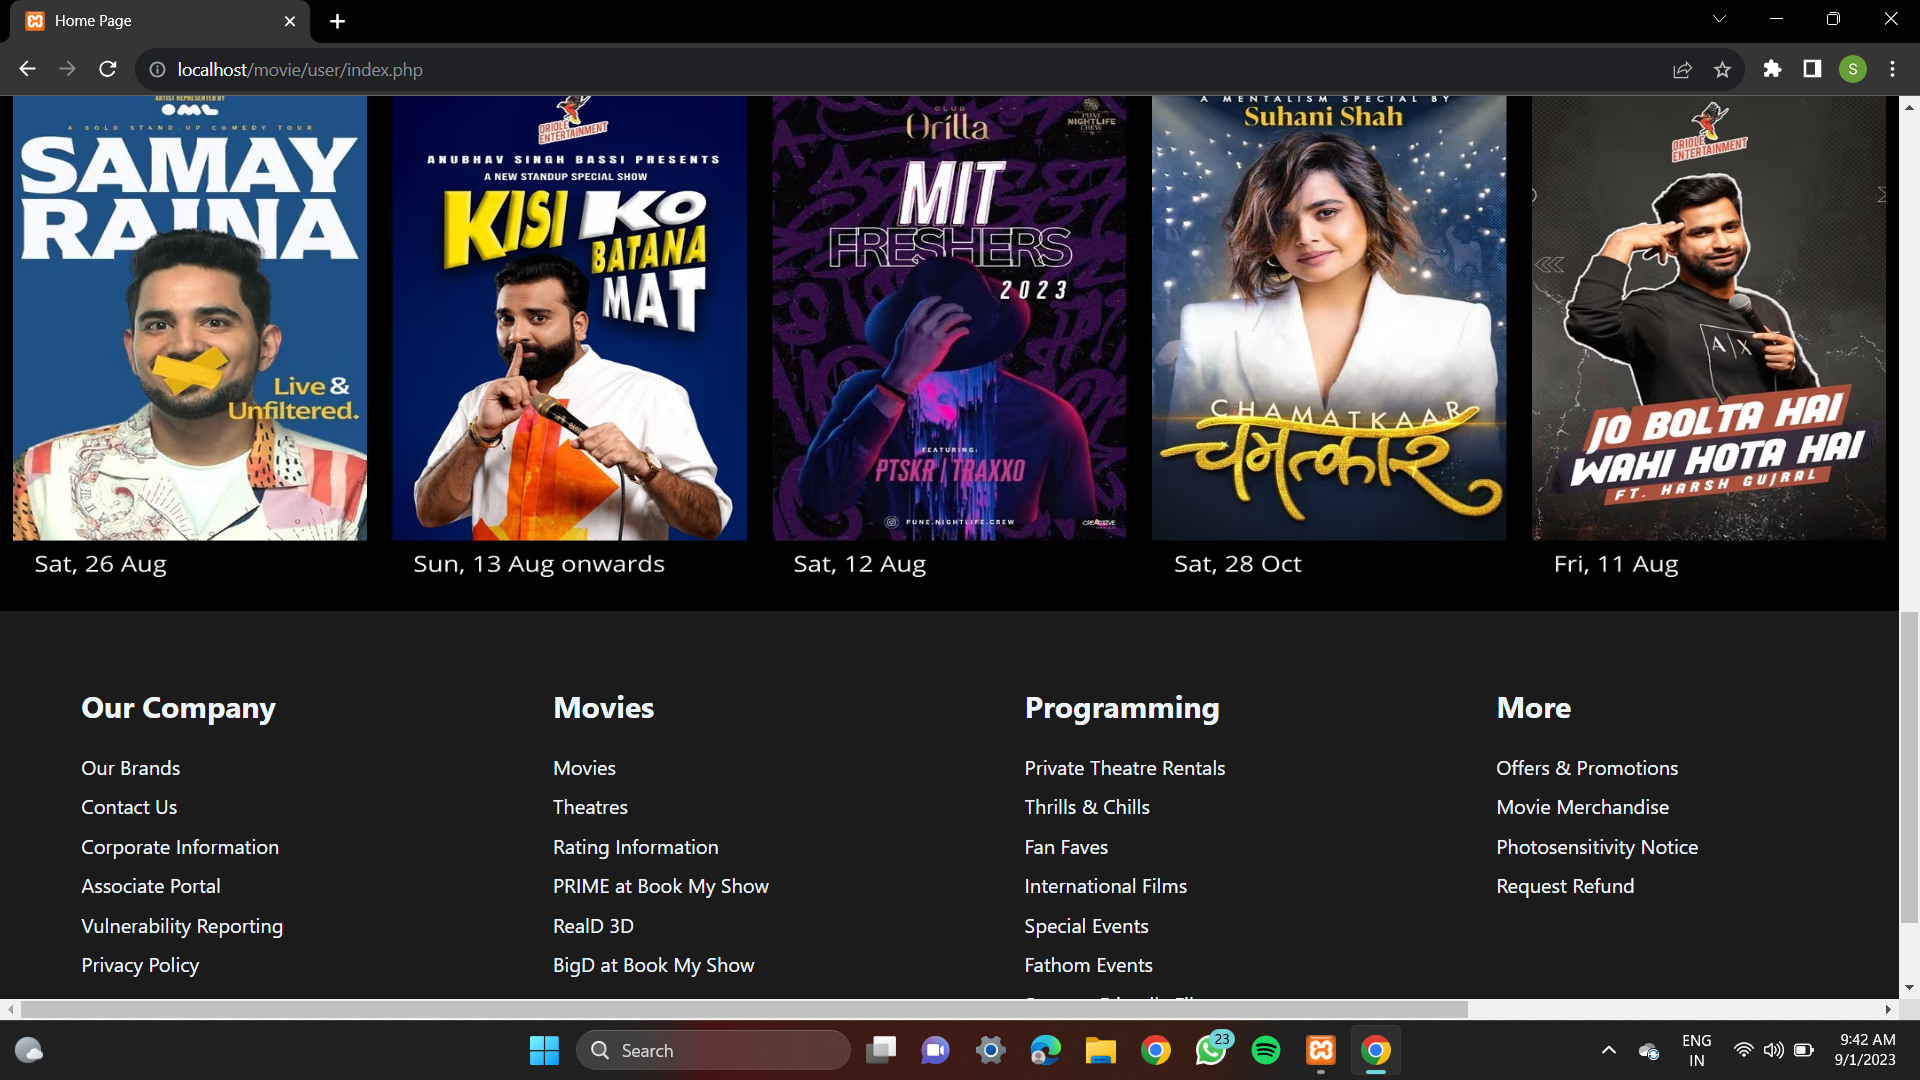 Home Page
localhost/movie/user/index.php
S
ARTIST REPRESENTED BY
OML
A SOLO STAND-UP COMEDY TOUR
SAMAY
RAINA
Live &
Unfiltered.
Sat, 26 Aug
ORIOLE
ENTERTAINMENT
ANUBHAV SINGH BASSI PRESENTS
A NEW STANDUP SPECIAL SHOW
KISI KO
BATANA
MAT
Sun, 13 Aug onwards
CLUB
Orilla
PUNE
NIGHTLIFE
CREW
MIT
FRESHERS
2023
FEATURING:
PTSKR | TRAXXO
PUNE.NIGHTLIFE.CREW
Sat, 12 Aug
A MENTALISM SPECIAL BY
Suhani Shah
CHAMATKAAR
चमत्कार
Sat, 28 Oct
ORIOLE
ENTERTAINMENT
A|X
JO BOLTA HAI
WAHI HOTA HAI
FT. HARSH GUJRAL
Fri, 11 Aug
Our Company
Our Brands
Contact Us
Corporate Information
Associate Portal
Vulnerability Reporting
Privacy Policy
Movies
Movies
Theatres
Rating Information
PRIME at Book My Show
RealD 3D
BigD at Book My Show
Programming
Private Theatre Rentals
Thrills & Chills
Fan Faves
International Films
Special Events
Fathom Events
More
Offers & Promotions
Movie Merchandise
Photosensitivity Notice
Request Refund
Search
23
ENG
IN
9:42 AM
9/1/2023